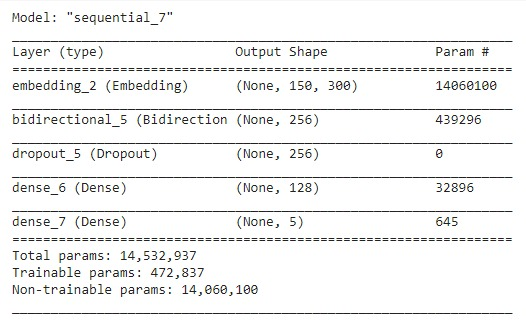 Model: "sequential_7"
_________________________________________________________________
Layer (type)                 Output Shape              Param #
=================================================================
embedding_2 (Embedding)      (None, 150, 300)          14060100
_________________________________________________________________
bidirectional_5 (Bidirection (None, 256)               439296
_________________________________________________________________
dropout_5 (Dropout)          (None, 256)               0
_________________________________________________________________
dense_6 (Dense)              (None, 128)               32896
_________________________________________________________________
dense_7 (Dense)              (None, 5)                 645
=================================================================
Total params: 14,532,937
Trainable params: 472,837
Non-trainable params: 14,060,100
_________________________________________________________________